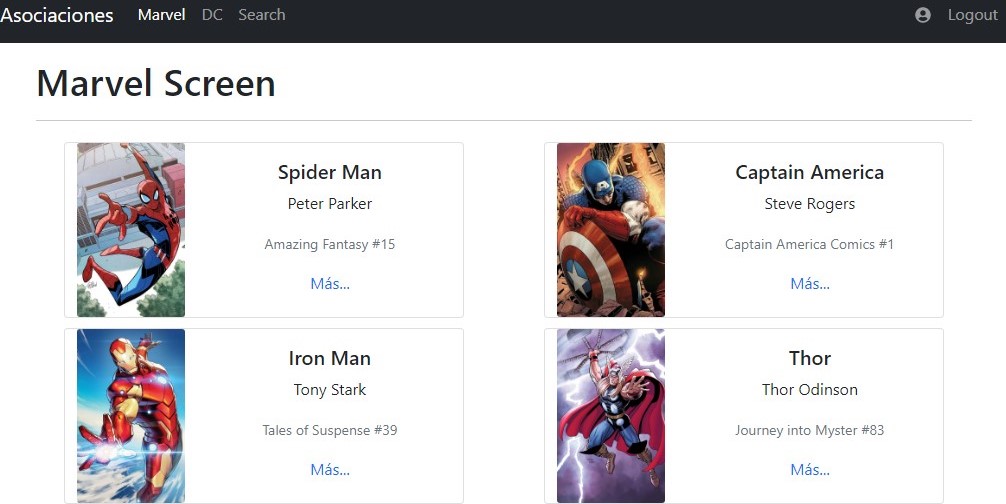 Asociaciones Marvel DC Search Logout
Marvel Screen
Spider Man
Peter Parker
Amazing Fantasy #15
Más...
Captain America
Steve Rogers
Captain America Comics #1
Más...
Iron Man
Tony Stark
Tales of Suspense #39
Más...
Thor
Thor Odinson
Journey into Myster #83
Más...